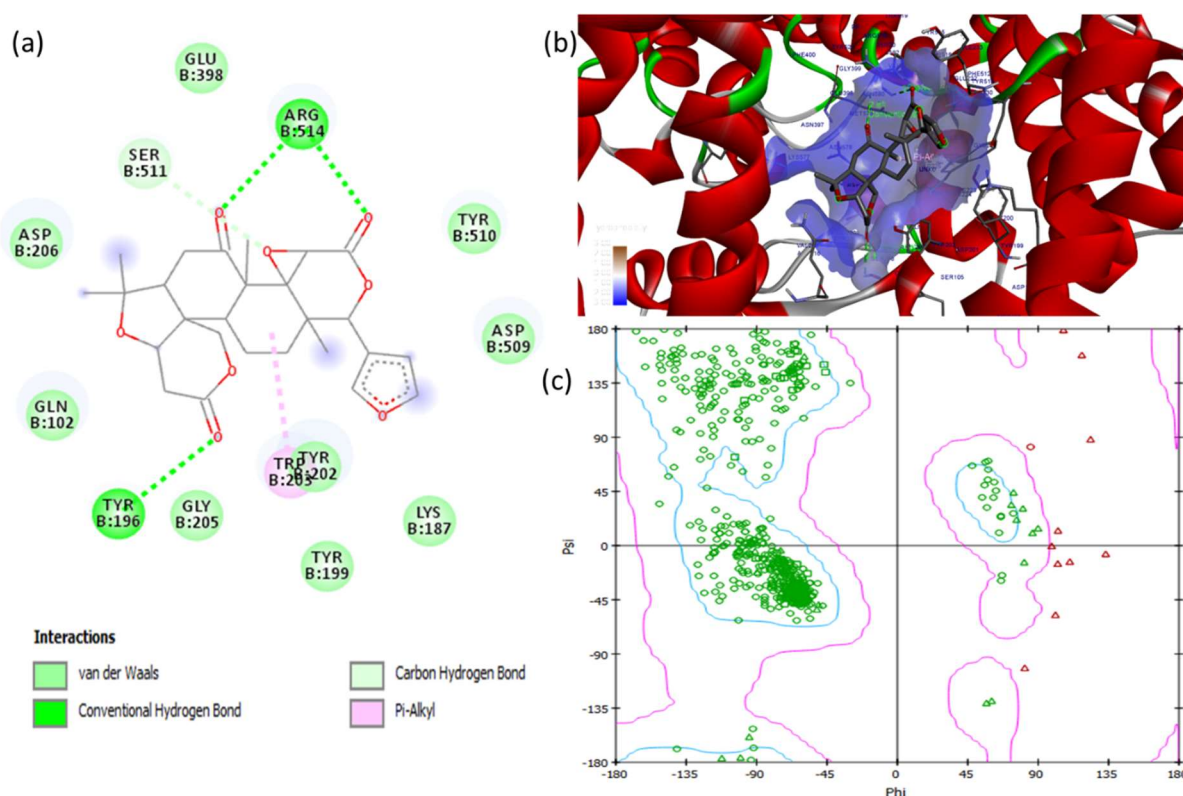 (a)
GLU
B:398
ARG
B:514
SER
B:511
ASP
B:206
TYR
B:510
ASP
B:509
GLN
B:102
TRP
B:203
TYR
B:202
TYR
B:196
GLY
B:205
LYS
B:187
TYR
B:199
O
O
O
O
O
O
O
O
Interactions
van der Waals
Conventional Hydrogen Bond
Carbon Hydrogen Bond
Pi-Alkyl
(b)
GLY399
ASN397
SER105
(c)
180
135
90
45
0
-45
-90
-135
-180
Psi
-180
-135
-90
-45
0
45
90
135
180
Phi